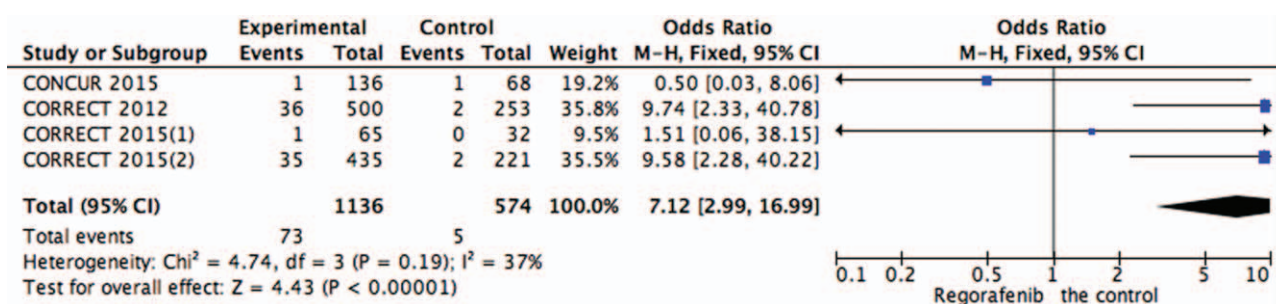 Experimental Control Odds Ratio Odds Ratio
Study or Subgroup Events Total Events Total Weight M-H, Fixed, 95% CI M-H, Fixed, 95% CI
CONCUR 2015 1 136 1 68 19.2% 0.50 [0.03, 8.06]
CORRECT 2012 36 500 2 253 35.8% 9.74 [2.33, 40.78]
CORRECT 2015(1) 1 65 0 32 9.5% 1.51 [0.06, 38.15]
CORRECT 2015(2) 35 435 2 221 35.5% 9.58 [2.28, 40.22]
Total (95% CI) 1136 574 100.0% 7.12 [2.99, 16.99]
Total events 73 5
Heterogeneity: Chi² = 4.74, df = 3 (P = 0.19); I² = 37%
Test for overall effect: Z = 4.43 (P < 0.00001)
0.1 0.2 0.5 1 2 5 10
Regorafenib the control